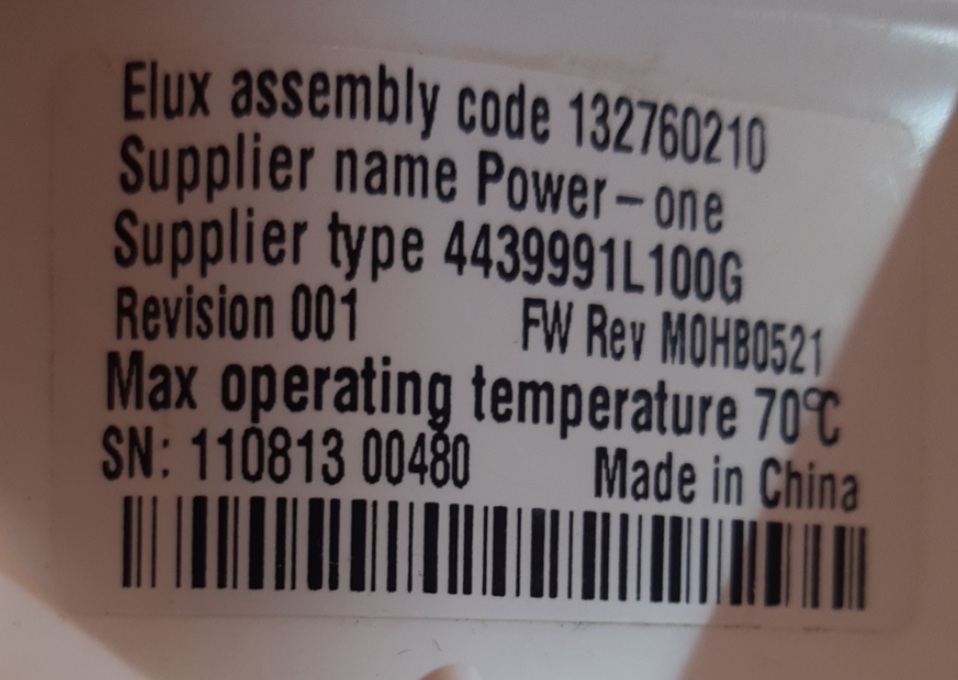 Elux assembly code 132760210
Supplier name Power-one
Supplier type 4439991L100G
Revision 001 FW Rev M0HB0521
Max operating temperature 70℃
SN: 110813 00480 Made in China